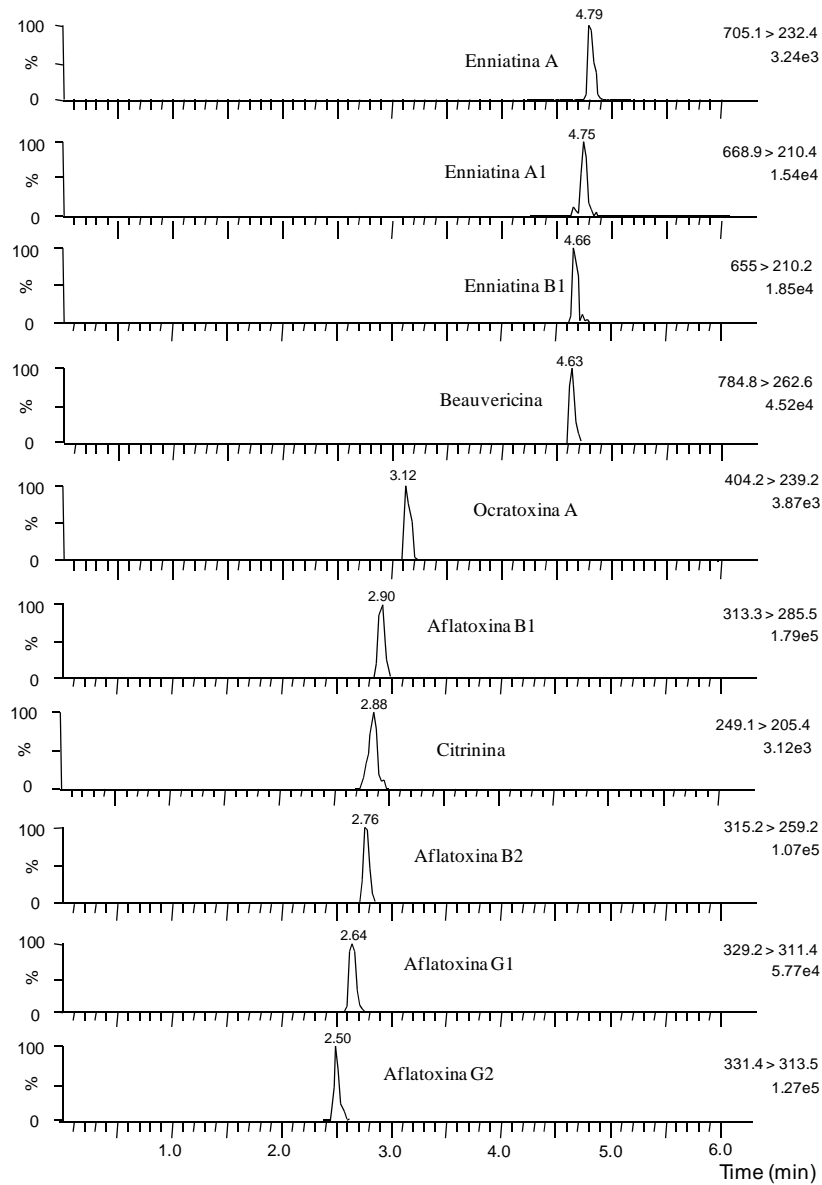 4.79
100
%
0
Enniatina A
705.1 > 232.4
3.24e3
4.75
100
%
0
Enniatina A1
668.9 > 210.4
1.54e4
4.66
100
%
0
Enniatina B1
655 > 210.2
1.85e4
4.63
100
%
0
Beauvericina
784.8 > 262.6
4.52e4
3.12
100
%
0
Ocratoxina A
404.2 > 239.2
3.87e3
2.90
100
%
0
Aflatoxina B1
313.3 > 285.5
1.79e5
2.88
100
%
0
Citrinina
249.1 > 205.4
3.12e3
2.76
100
%
0
Aflatoxina B2
315.2 > 259.2
1.07e5
2.64
100
%
0
Aflatoxina G1
329.2 > 311.4
5.77e4
2.50
100
%
0
Aflatoxina G2
331.4 > 313.5
1.27e5
1.0 2.0 3.0 4.0 5.0 6.0
Time (min)